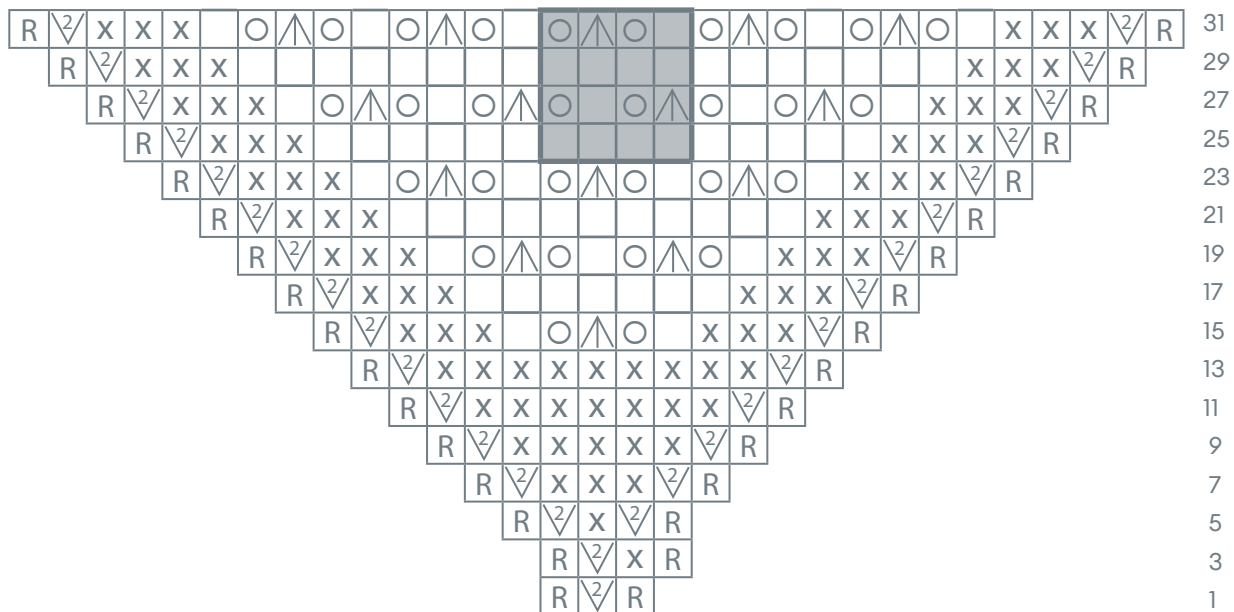 R 2 x x x x x x 2 R 31
R 2 x x x x x x 2 R 29
R 2 x x x x x x 2 R 27
R 2 x x x x x x 2 R 25
R 2 x x x x x x 2 R 23
R 2 x x x x x x 2 R 21
R 2 x x x x x x 2 R 19
R 2 x x x x x x 2 R 17
R 2 x x x x x x 2 R 15
R 2 x x x x x x x x x 2 R 13
R 2 x x x x x x x 2 R 11
R 2 x x x x x 2 R 9
R 2 x x x 2 R 7
R 2 x 2 R 5
R 2 x R 3
R 2 R 1